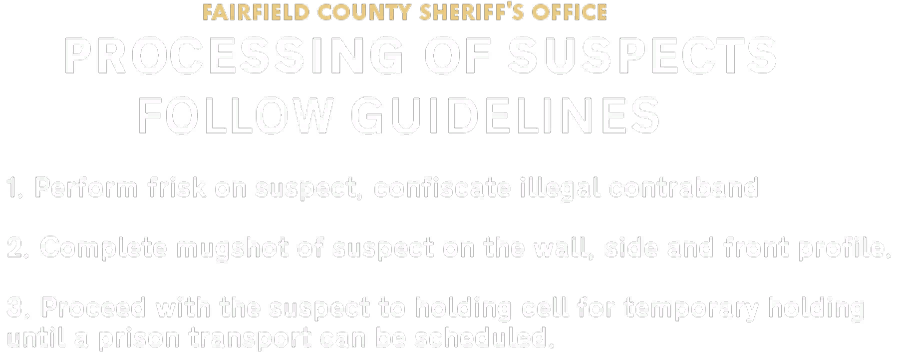 FAIRFIELD COUNTY SHERIFF'S OFFICE
PROCESSING OF SUSPECTS
FOLLOW GUIDELINES
1. Perform frisk on suspect, confiscate illegal contraband
2. Complete mugshot of suspect on the wall, side and front profile.
3. Proceed with the suspect to holding cell for temporary holding
until a prison transport can be scheduled.